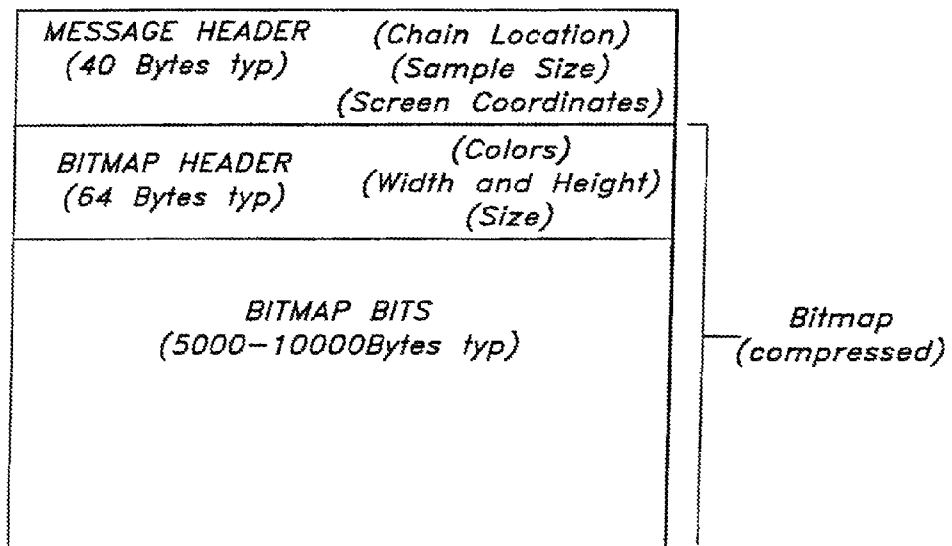 MESSAGE HEADER (Chain Location)
(40 Bytes typ) (Sample Size)
(Screen Coordinates)
BITMAP HEADER (Colors)
(64 Bytes typ) (Width and Height)
(Size)
BITMAP BITS
(5000-10000Bytes typ)
Bitmap
(compressed)